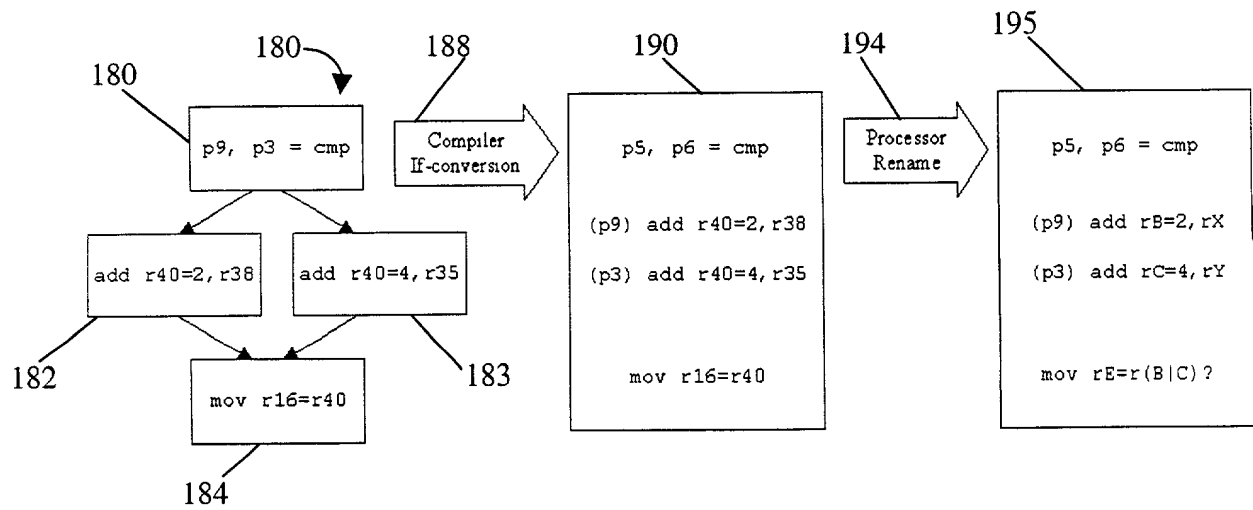 180
180
p9, p3 = cmp
add r40=2,r38
add r40=4,r35
182
183
mov r16=r40
184
188
Compiler
If-conversion
190
p5, p6 = cmp
(p9) add r40=2,r38
(p3) add r40=4,r35
mov r16=r40
194
Processor
Rename
195
p5, p6 = cmp
(p9) add rB=2,rX
(p3) add rC=4,rY
mov rE=r(B|C)?